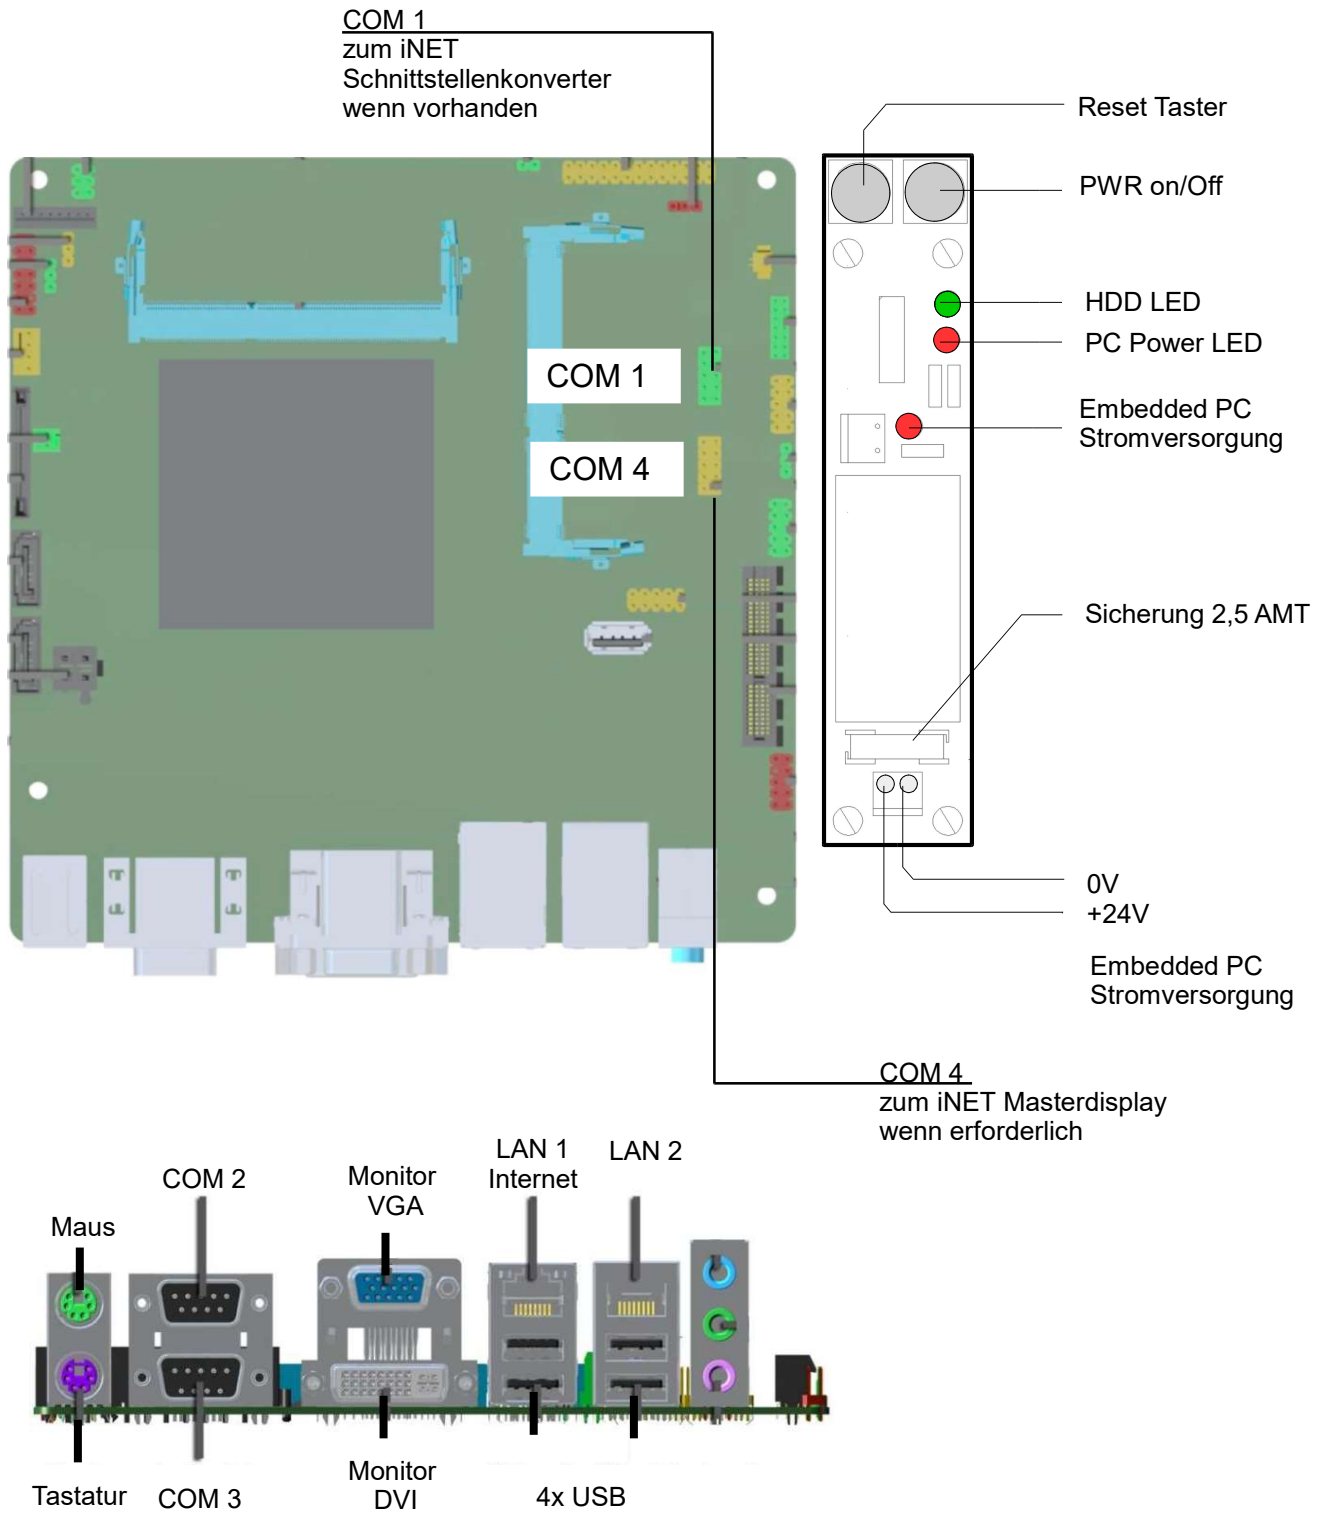 COM 1
zum iNET
Schnittstellenkonverter
wenn vorhanden
Reset Taster
PWR on/Off
HDD LED
PC Power LED
COM 1
Embedded PC
Stromversorgung
COM 4
Sicherung 2,5 AMT
0V
+24V
Embedded PC
Stromversorgung
COM 4
zum iNET Masterdisplay
wenn erforderlich
LAN 1
Internet
LAN 2
COM 2
Monitor
VGA
Maus
Tastatur
COM 3
Monitor
DVI
4x USB